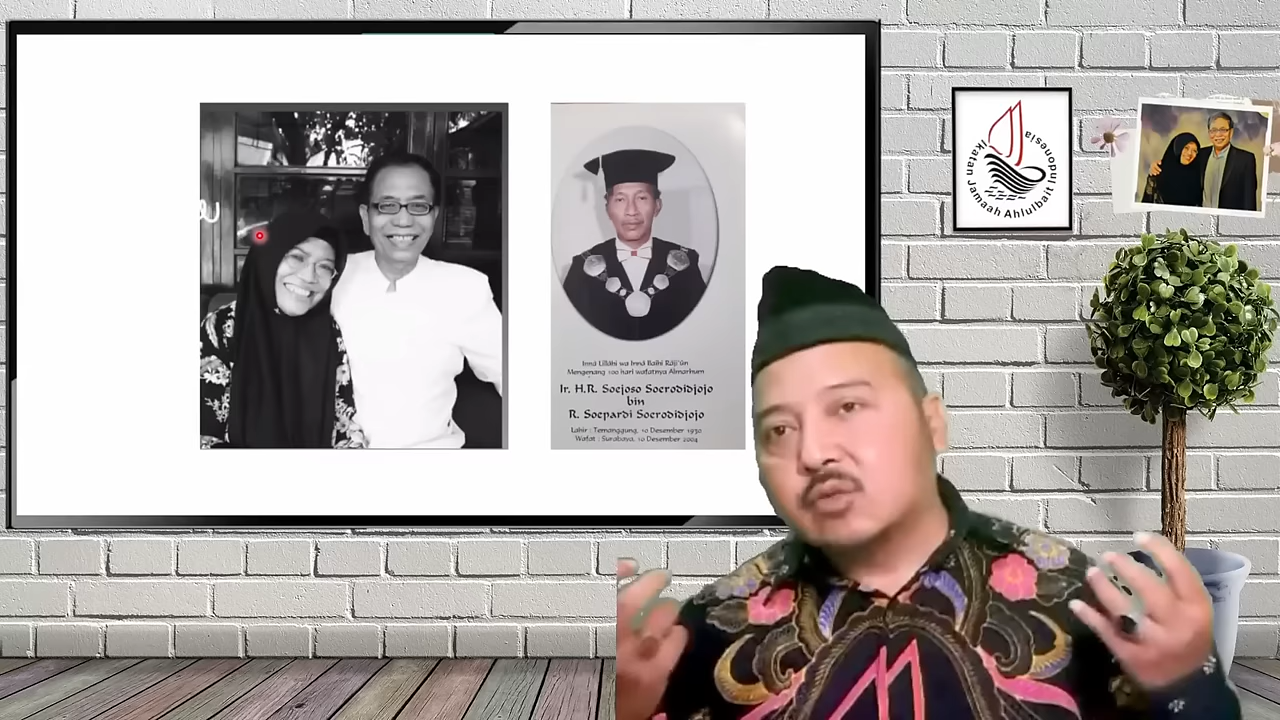 Innā Lillāhi wa Innā Ilaihi Rāji'ūn
Mengenang 100 hari wafatnya Almarhum
Ir. H.R. Soejoso Soerodidjojo
bin
R. Soepardi Soerodidjojo
Lahir : Temanggung, 10 Desember 1930
Wafat : Surabaya, 10 Desember 2004
Ikatan Jamaah Ahlulbait Indonesia